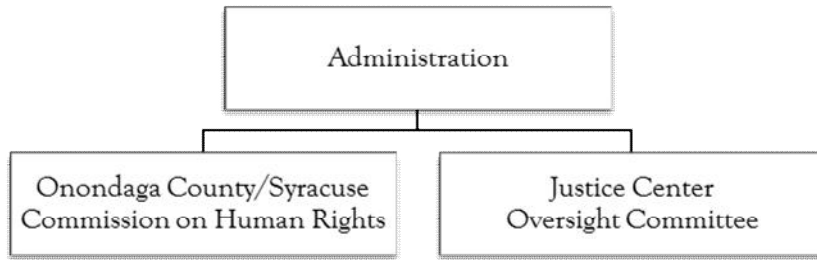 Administration
Onondaga County/Syracuse
Commission on Human Rights
Justice Center
Oversight Committee